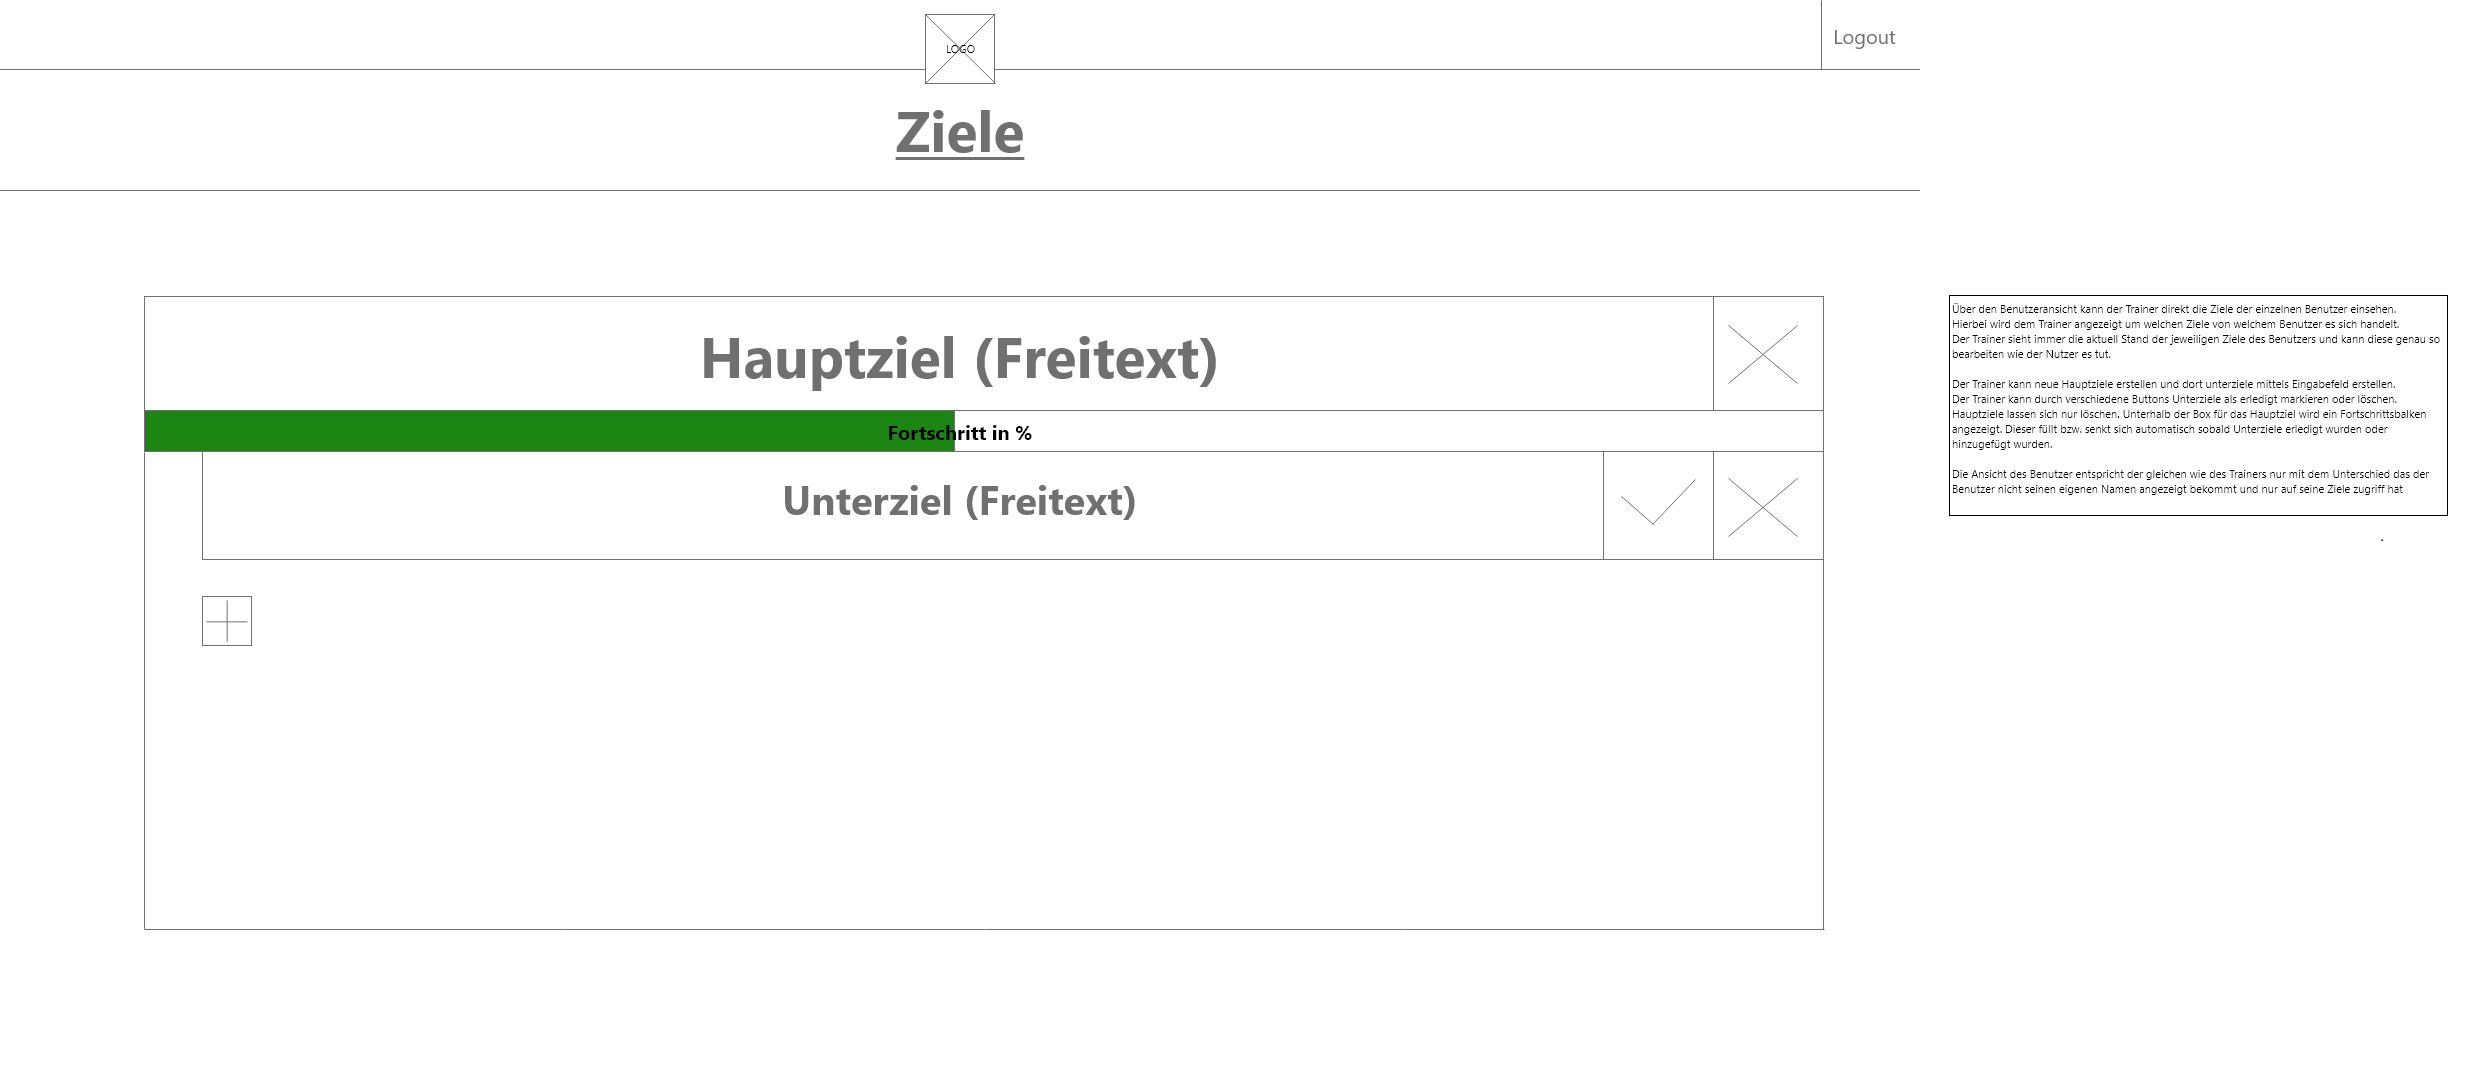 LOGO
Logout
Ziele
Hauptziel (Freitext)
Fortschritt in %
Unterziel (Freitext)
Über den Benutzeransicht kann der Trainer direkt die Ziele der einzelnen Benutzer einsehen.
Hierbei wird dem Trainer angezeigt um welchen Ziele von welchem Benutzer es sich handelt.
Der Trainer sieht immer die aktuell Stand der jeweiligen Ziele des Benutzers und kann diese genau so
bearbeiten wie der Nutzer es tut.
Der Trainer kann neue Hauptziele erstellen und dort unterziele mittels Eingabefeld erstellen.
Der Trainer kann durch verschiedene Buttons Unterziele als erledigt markieren oder löschen.
Hauptziele lassen sich nur löschen. Unterhalb der Box für das Hauptziel wird ein Fortschrittsbalken
angezeigt. Dieser füllt bzw. senkt sich automatisch sobald Unterziele erledigt wurden oder
hinzugefügt wurden.
Die Ansicht des Benutzer entspricht der gleichen wie des Trainers nur mit dem Unterschied das der
Benutzer nicht seinen eigenen Namen angezeigt bekommt und nur auf seine Ziele zugriff hat
.